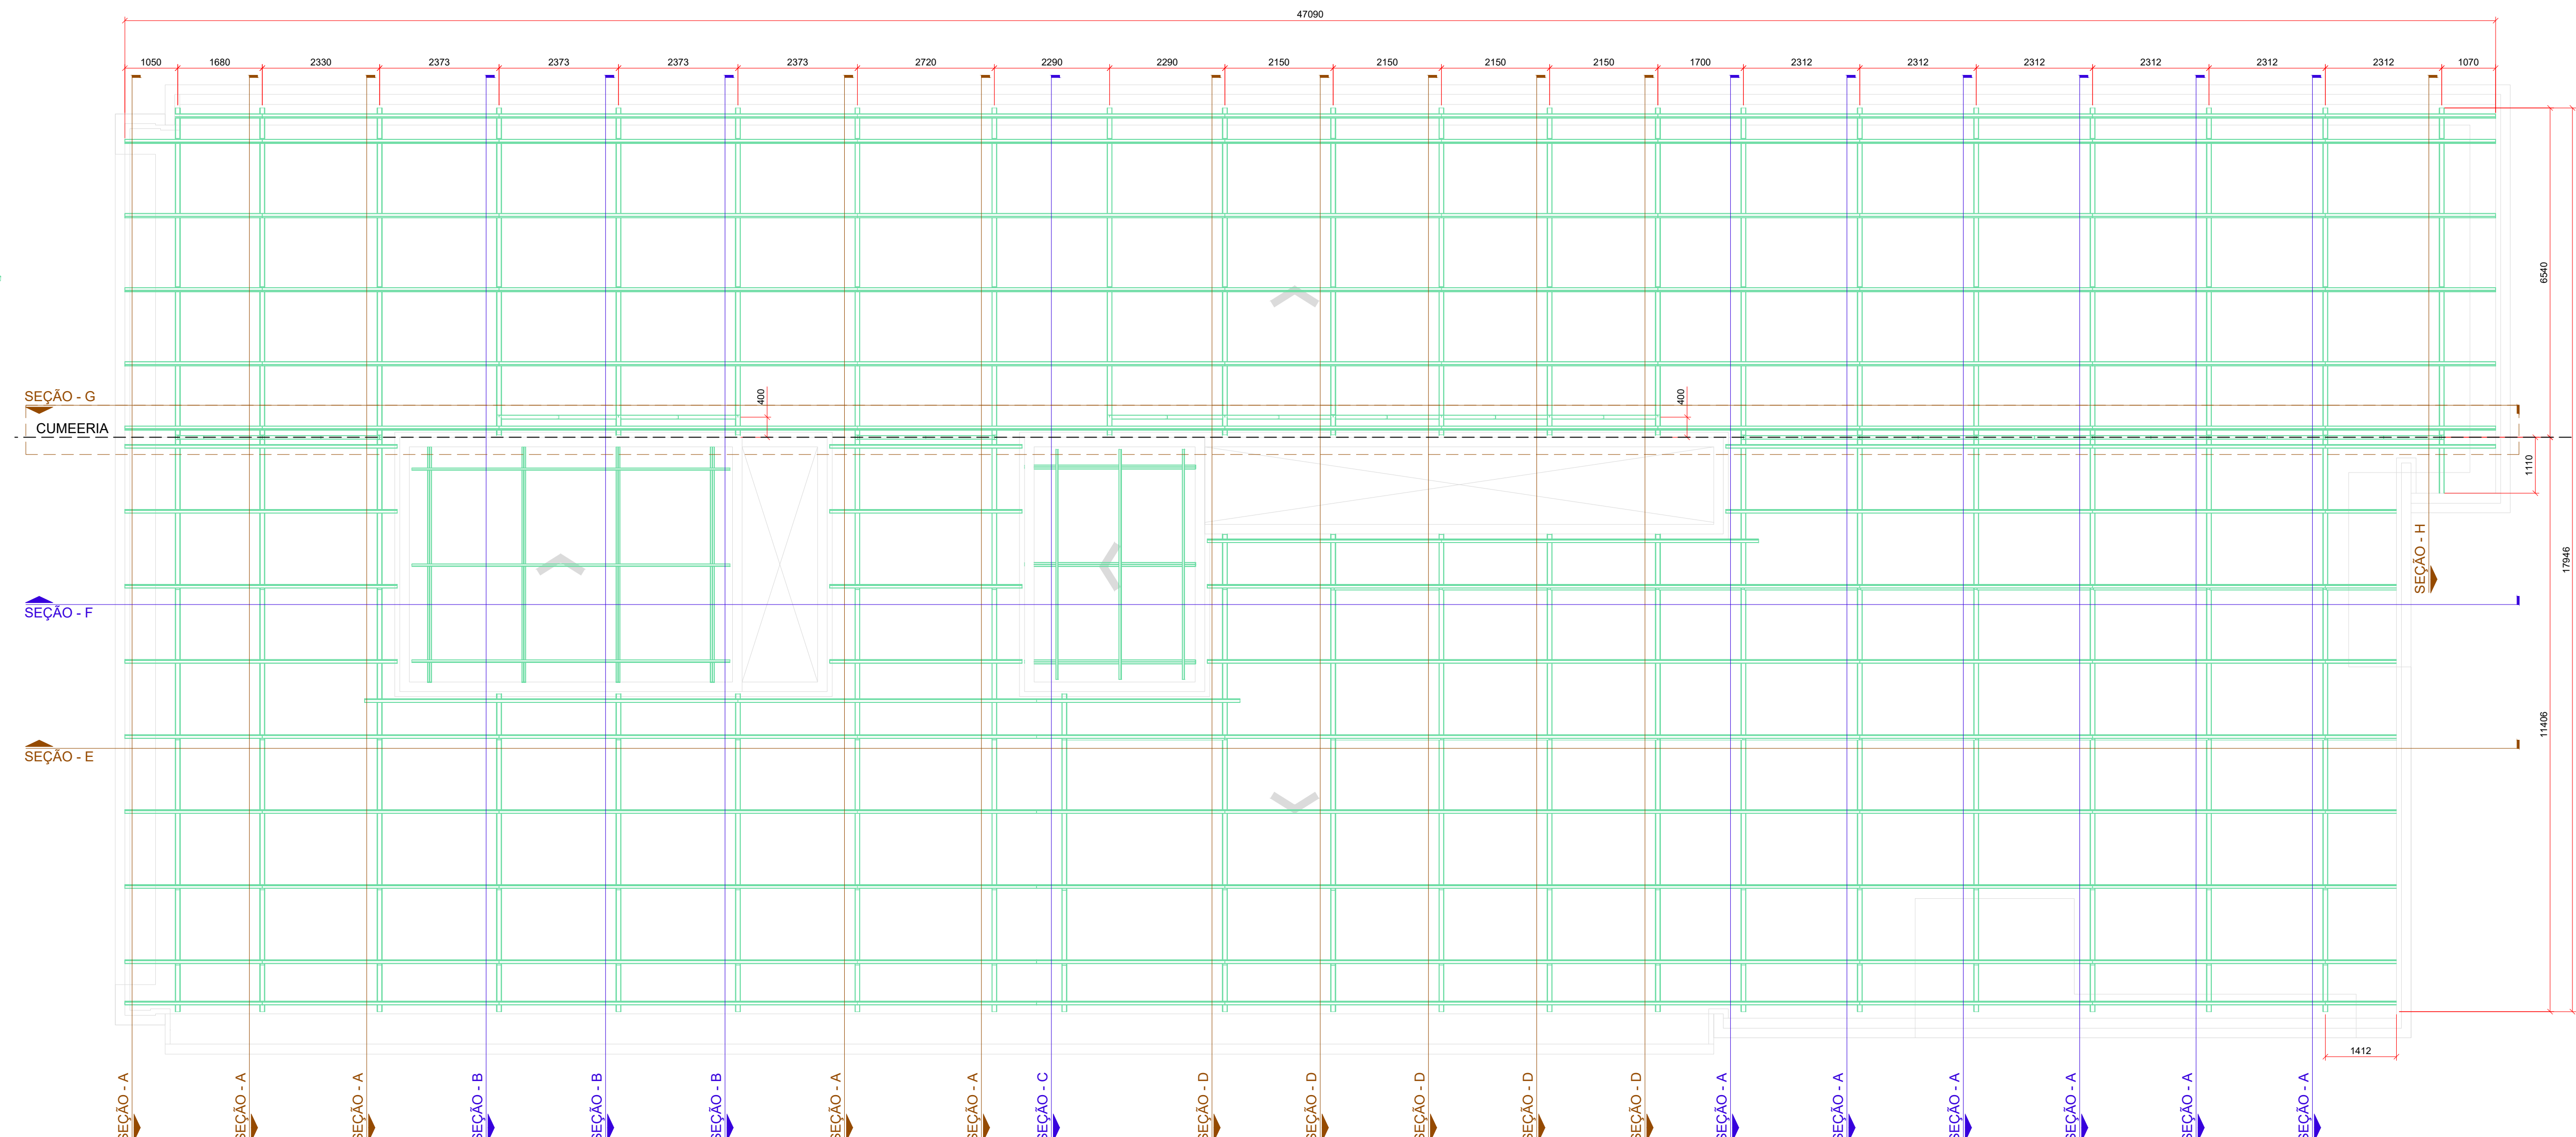 47090
1050 1680 2330 2373 2373 2373 2373 2720 2290 2290 2150 2150 2150 2150 1700 2312 2312 2312 2312 2312 2312 1070
6540
SEÇÃO - G
400
400
CUMEERIA
1110
SEÇÃO - H
17946
SEÇÃO - F
11406
SEÇÃO - E
1412
SEÇÃO - A
SEÇÃO - A
SEÇÃO - A
SEÇÃO - B
SEÇÃO - B
SEÇÃO - B
SEÇÃO - A
SEÇÃO - A
SEÇÃO - C
SEÇÃO - D
SEÇÃO - D
SEÇÃO - D
SEÇÃO - D
SEÇÃO - D
SEÇÃO - A
SEÇÃO - A
SEÇÃO - A
SEÇÃO - A
SEÇÃO - A
SEÇÃO - A